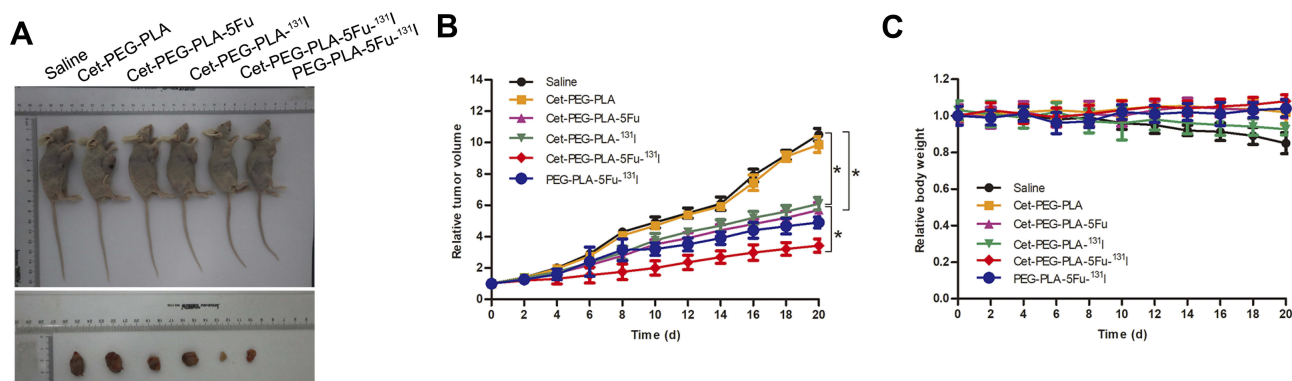 A
Saline
Cet-PEG-PLA
Cet-PEG-PLA-5Fu
Cet-PEG-PLA-¹³¹I
Cet-PEG-PLA-5Fu-¹³¹I
PEG-PLA-5Fu-¹³¹I
B
Relative tumor volume
14
12
10
8
6
4
2
0
Saline
Cet-PEG-PLA
Cet-PEG-PLA-5Fu
Cet-PEG-PLA-¹³¹I
Cet-PEG-PLA-5Fu-¹³¹I
PEG-PLA-5Fu-¹³¹I
*
*
*
0 2 4 6 8 10 12 14 16 18 20
Time (d)
C
Relative body weight
1.2
1.0
0.8
0.6
0.4
0.2
0.0
Saline
Cet-PEG-PLA
Cet-PEG-PLA-5Fu
Cet-PEG-PLA-¹³¹I
Cet-PEG-PLA-5Fu-¹³¹I
PEG-PLA-5Fu-¹³¹I
0 2 4 6 8 10 12 14 16 18 20
Time (d)